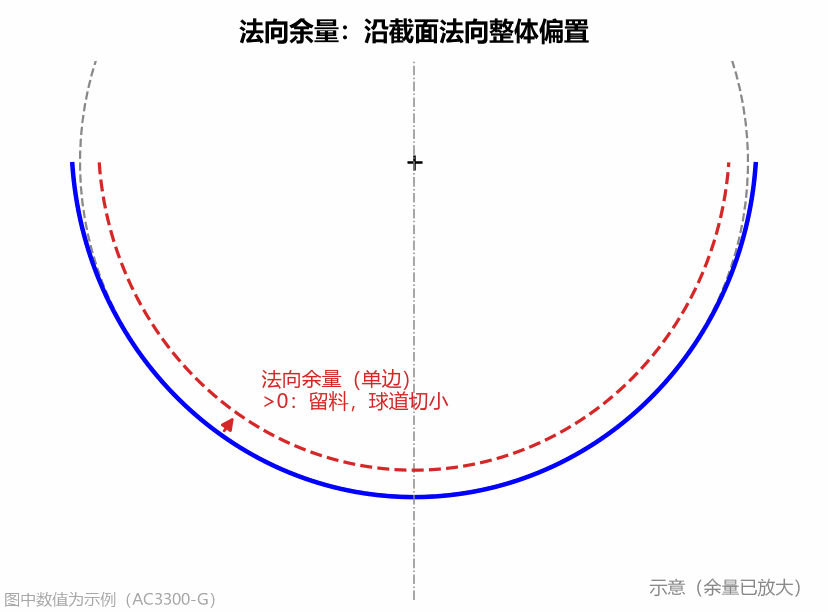 法向余量：沿截面法向整体偏置
法向余量（单边）
>0：留料，球道切小
示意（余量已放大）
图中数值为示例（AC3300-G）